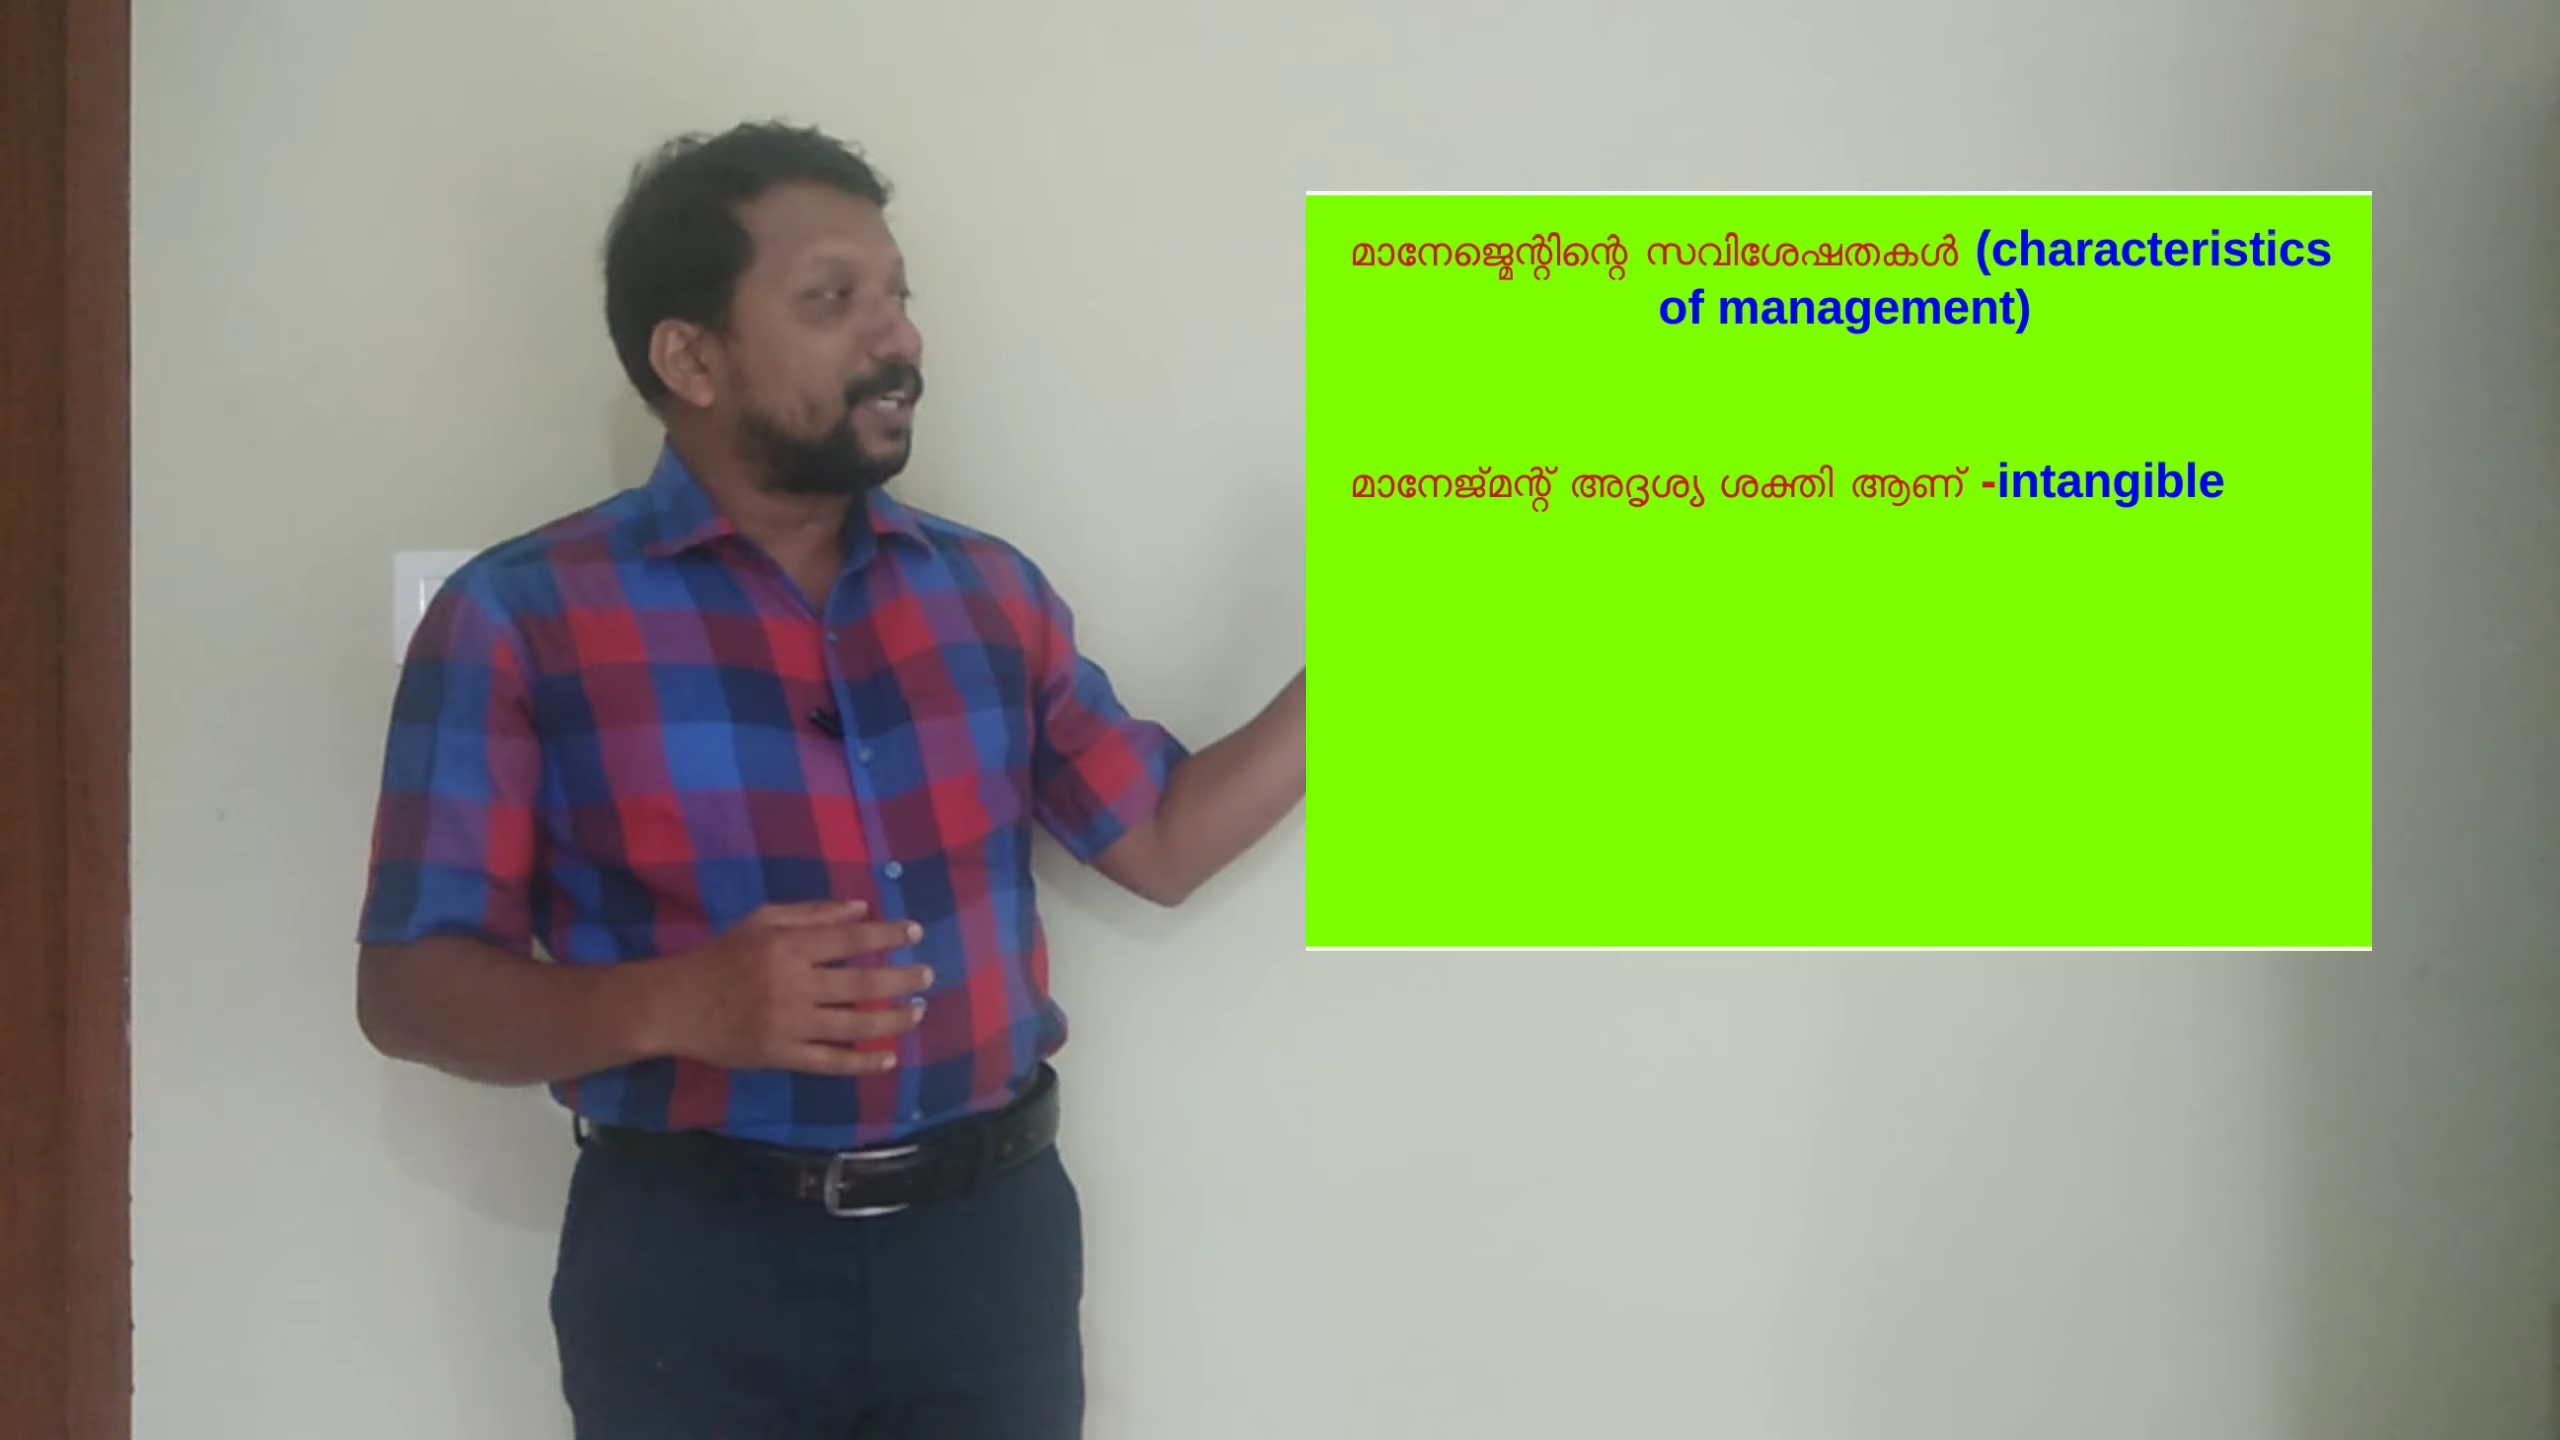 മാനേജ്മെന്റിന്റെ സവിശേഷതകൾ (characteristics
of management)
മാനേജ്മന്റ് അദൃശ്യ ശക്തി ആണ് -intangible